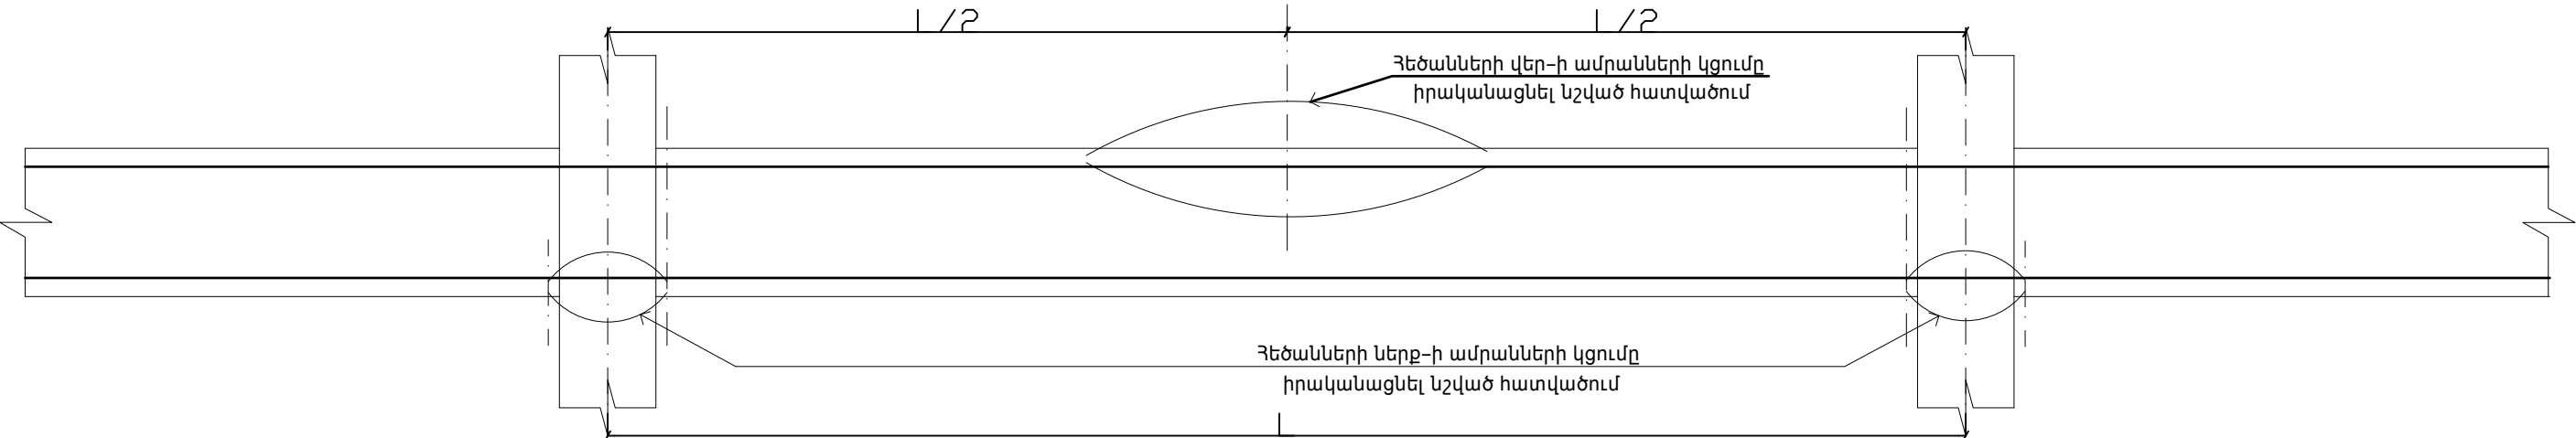 L/2
L/2
Հեծանների վեր-ի ամրանների կցումը
իրականացնել նշված հատվածում
Հեծանների ներք-ի ամրանների կցումը
իրականացնել նշված հատվածում
L